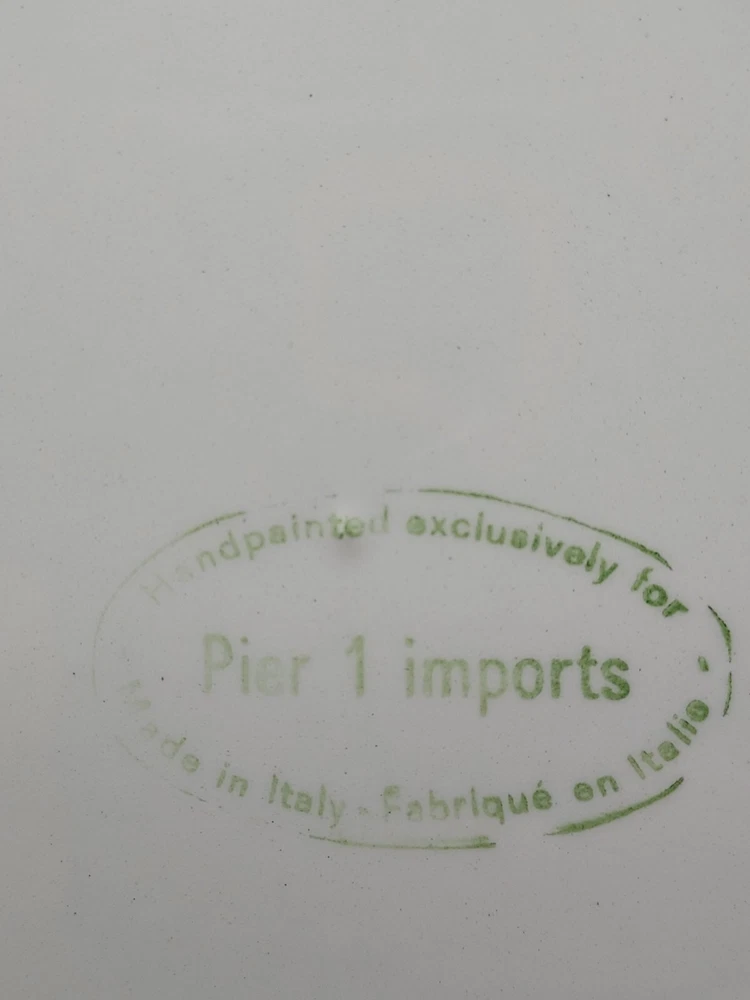 Handpainted exclusively for
Pier 1 imports
Made in Italy - Fabriqué en Italie -